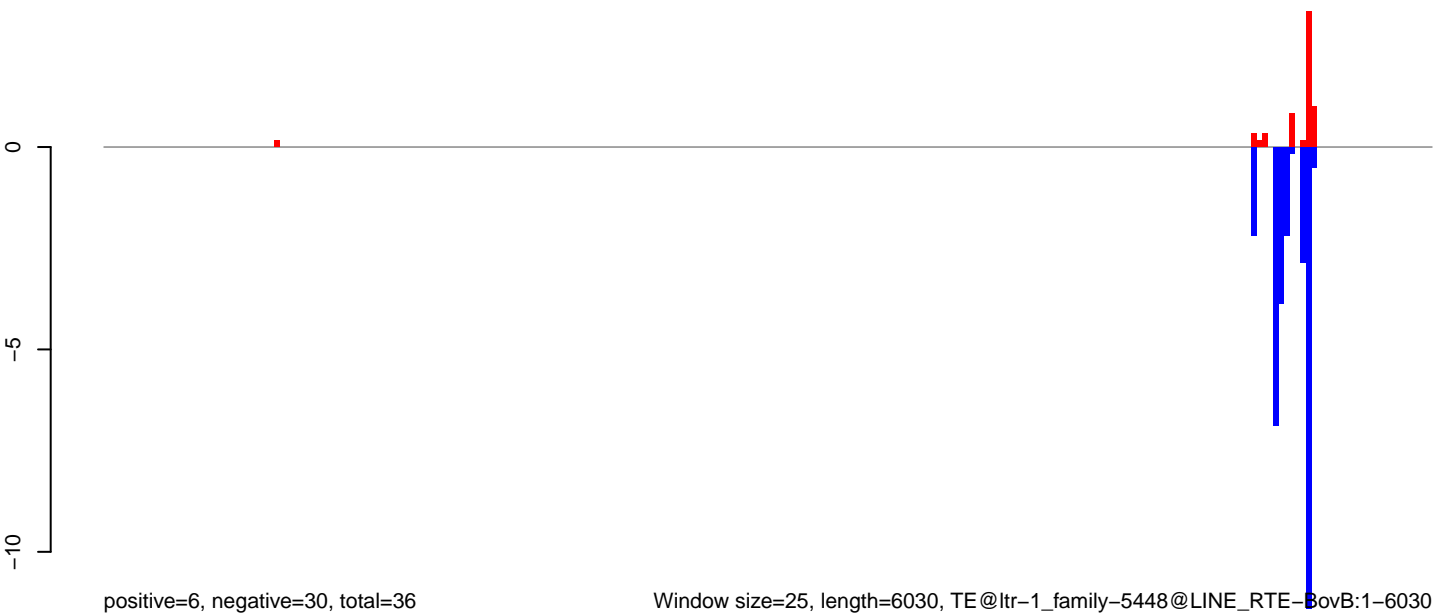 0
−5
−10
positive=6, negative=30, total=36
Window size=25, length=6030, TE@ltr−1_family−5448@LINE_RTE−BovB:1−6030